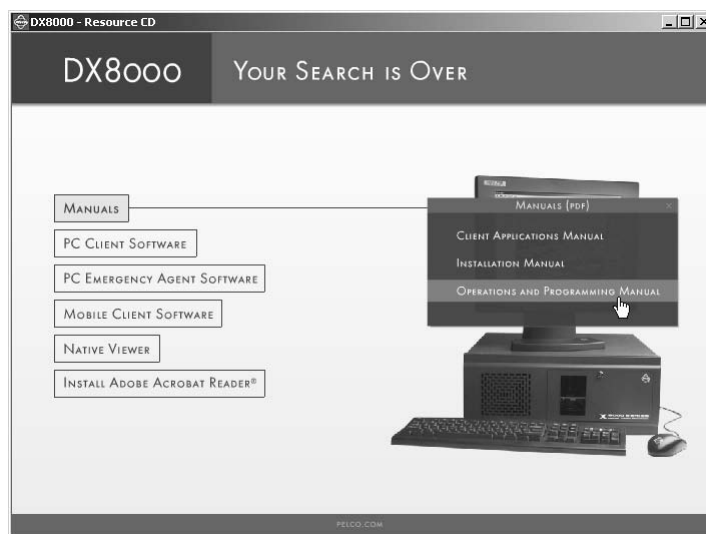 DX8000 - Resource CD
DX8000
YOUR SEARCH IS OVER
MANUALS
PC CLIENT SOFTWARE
PC EMERGENCY AGENT SOFTWARE
MOBILE CLIENT SOFTWARE
NATIVE VIEWER
INSTALL ADOBE ACROBAT READER®
MANUALS (PDF)
CLIENT APPLICATIONS MANUAL
INSTALLATION MANUAL
OPERATIONS AND PROGRAMMING MANUAL
PELCO.COM